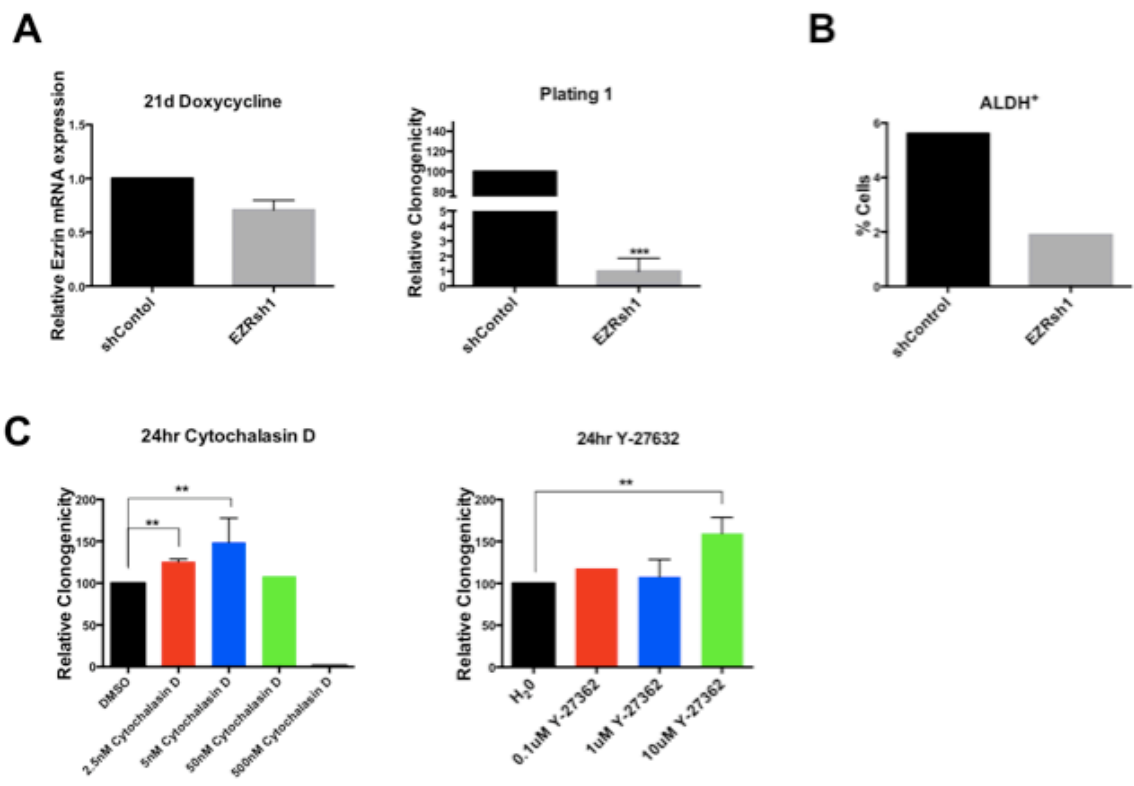 A
B
21d Doxycycline
Relative Ezrin mRNA expression
1.5
1.0
0.5
0.0
shContol
EZRsh1
Plating 1
Relative Clonogenicity
140
120
100
80
5
4
3
2
1
0
***
shContol
EZRsh1
ALDH⁺
% Cells
6
4
2
0
shControl
EZRsh1
C
24hr Cytochalasin D
Relative Clonogenicity
200
150
100
50
0
**
**
DMSO
2.5nM Cytochalasin D
5nM Cytochalasin D
50nM Cytochalasin D
500nM Cytochalasin D
24hr Y-27632
Relative Clonogenicity
200
150
100
50
0
**
H₂0
0.1uM Y-27362
1uM Y-27362
10uM Y-27362